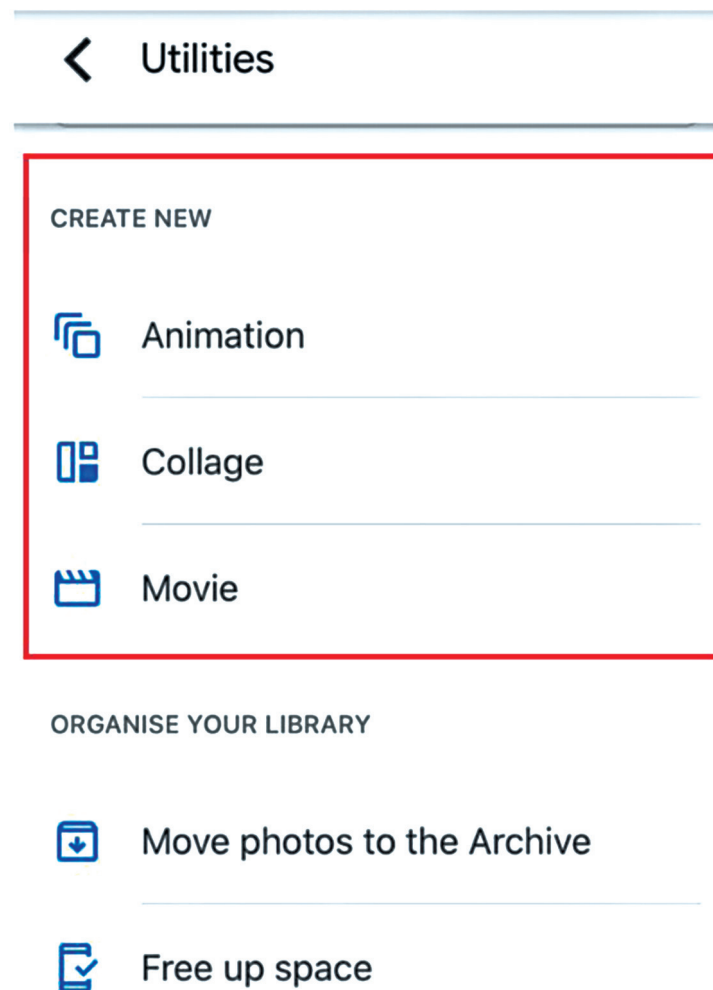 Utilities
CREATE NEW
Animation
Collage
Movie
ORGANISE YOUR LIBRARY
Move photos to the Archive
Free up space